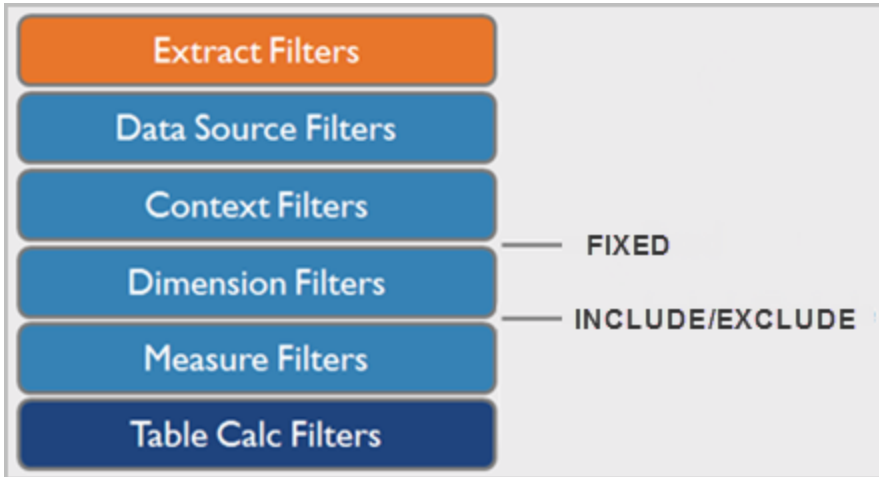 Extract Filters
Data Source Filters
Context Filters
FIXED
Dimension Filters
INCLUDE/EXCLUDE
Measure Filters
Table Calc Filters